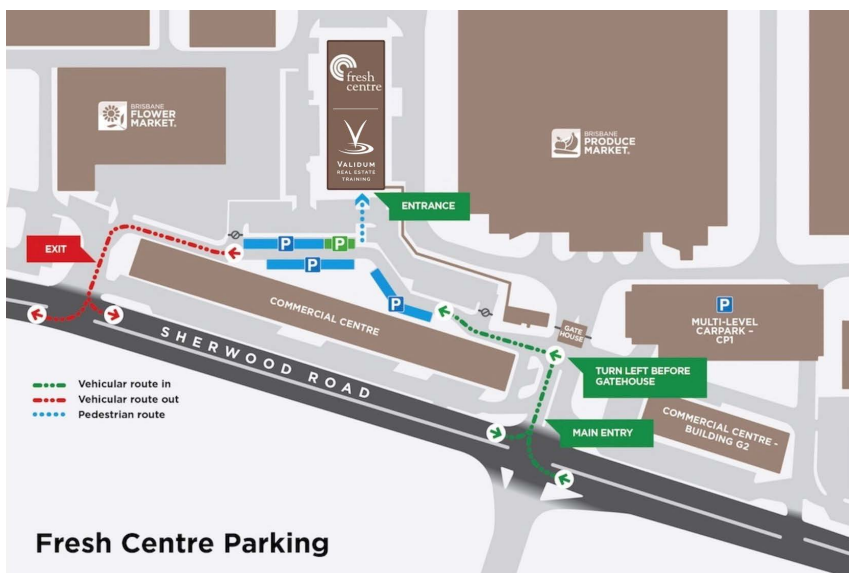 fresh
centre
VALIDUM
REAL ESTATE
TRAINING
BRISBANE
FLOWER
MARKET.
BRISBANE
PRODUCE
MARKET.
ENTRANCE
P
P
P
P
EXIT
COMMERCIAL CENTRE
GATE
HOUSE
P
MULTI-LEVEL
CARPARK -
CP1
TURN LEFT BEFORE
GATEHOUSE
SHERWOOD ROAD
MAIN ENTRY
COMMERCIAL CENTRE -
BUILDING G2
Vehicular route in
Vehicular route out
Pedestrian route
Fresh Centre Parking